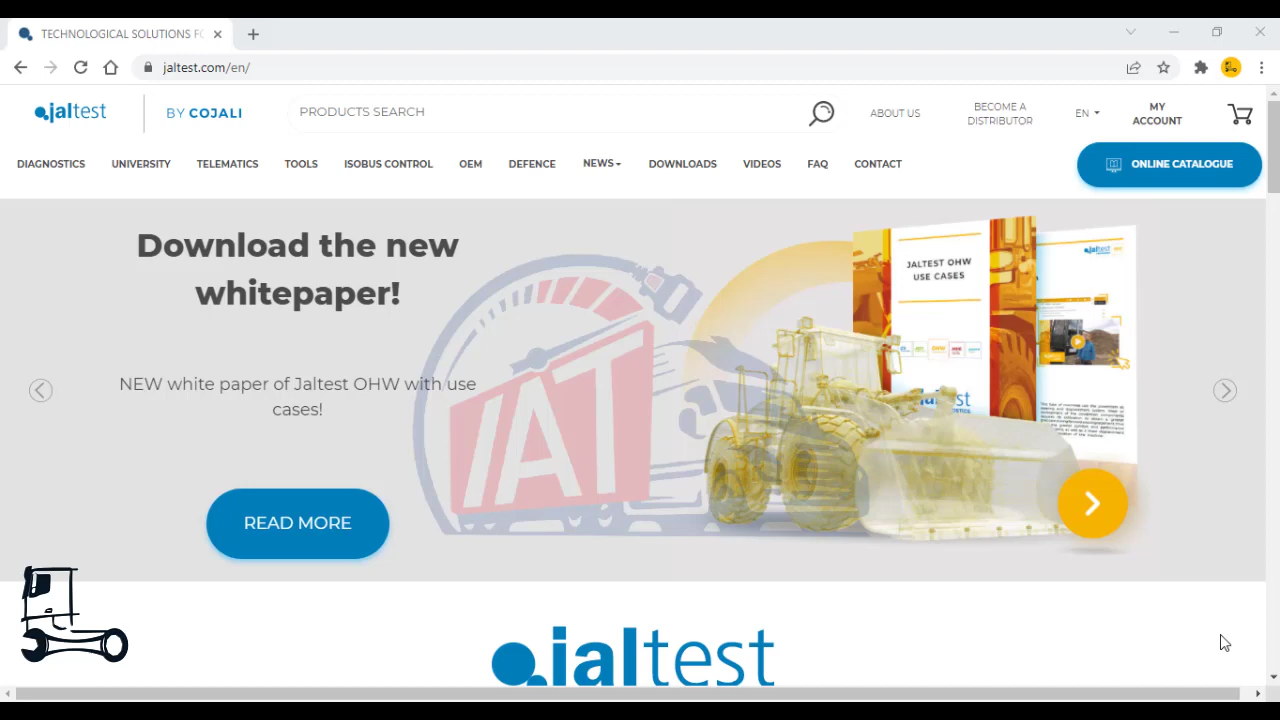 TECHNOLOGICAL SOLUTIONS FO
jaltest.com/en/
jaltest
BY COJALI
PRODUCTS SEARCH
ABOUT US
BECOME A
DISTRIBUTOR
EN
MY
ACCOUNT
DIAGNOSTICS
UNIVERSITY
TELEMATICS
TOOLS
ISOBUS CONTROL
OEM
DEFENCE
NEWS
DOWNLOADS
VIDEOS
FAQ
CONTACT
ONLINE CATALOGUE
Download the new
whitepaper!
NEW white paper of Jaltest OHW with use
cases!
READ MORE
IAT
JALTEST OHW
USE CASES
jaltest
jaltest